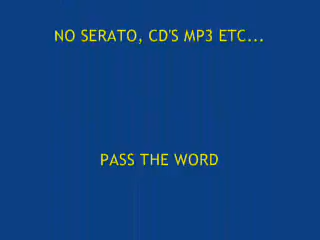 NO SERATO, CD'S MP3 ETC...
PASS THE WORD